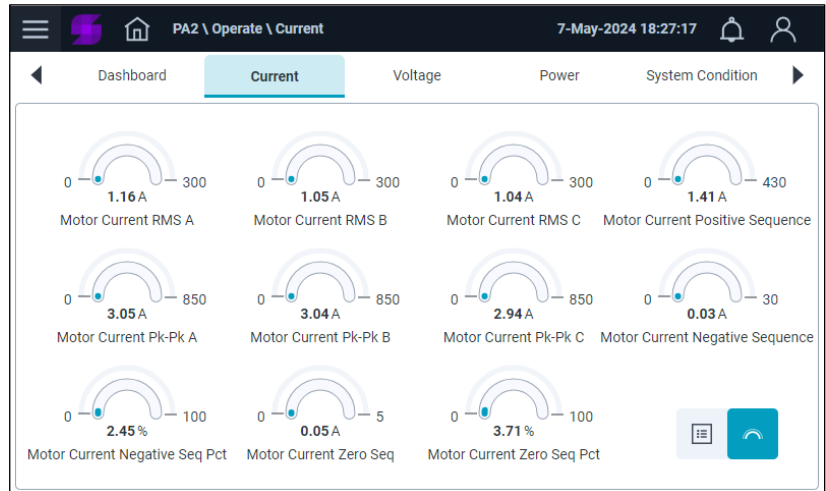 PA2 \ Operate \ Current 7-May-2024 18:27:17
Dashboard Current Voltage Power System Condition
0 300 0 300 0 300 0 430
1.16 A 1.05 A 1.04 A 1.41 A
Motor Current RMS A Motor Current RMS B Motor Current RMS C Motor Current Positive Sequence
0 850 0 850 0 850 0 30
3.05 A 3.04 A 2.94 A 0.03 A
Motor Current Pk-Pk A Motor Current Pk-Pk B Motor Current Pk-Pk C Motor Current Negative Sequence
0 100 0 5 0 100
2.45 % 0.05 A 3.71 %
Motor Current Negative Seq Pct Motor Current Zero Seq Motor Current Zero Seq Pct